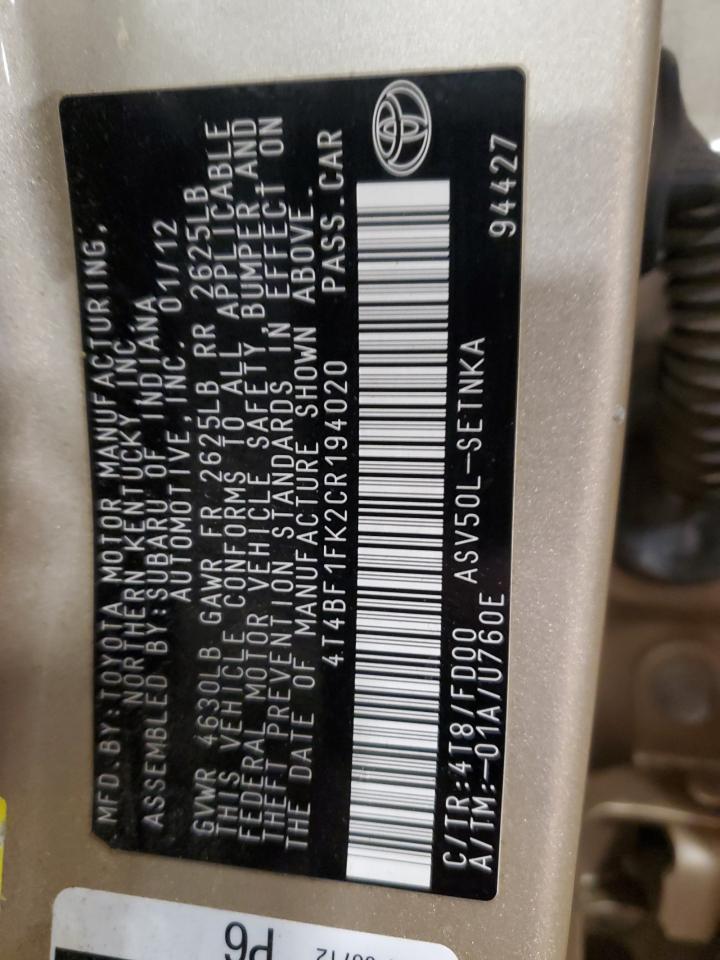 MFD.BY:TOYOTA MOTOR MANUFACTURING,
NORTHERN KENTUCKY,INC.
ASSEMBLED BY:SUBARU OF INDIANA
AUTOMOTIVE,INC. 01/12
GVWR 4630LB GAWR FR 2625LB RR 2625LB
THIS VEHICLE CONFORMS TO ALL APPLICABLE
FEDERAL MOTOR VEHICLE SAFETY,BUMPER AND
THEFT PREVENTION STANDARDS IN EFFECT ON
THE DATE OF MANUFACTURE SHOWN ABOVE.
4T4BF1FK2CR194020 PASS.CAR
C/TR:4T8/FD00 ASV50L-SETNKA
A/TM:-01A/U760E 94427
P6